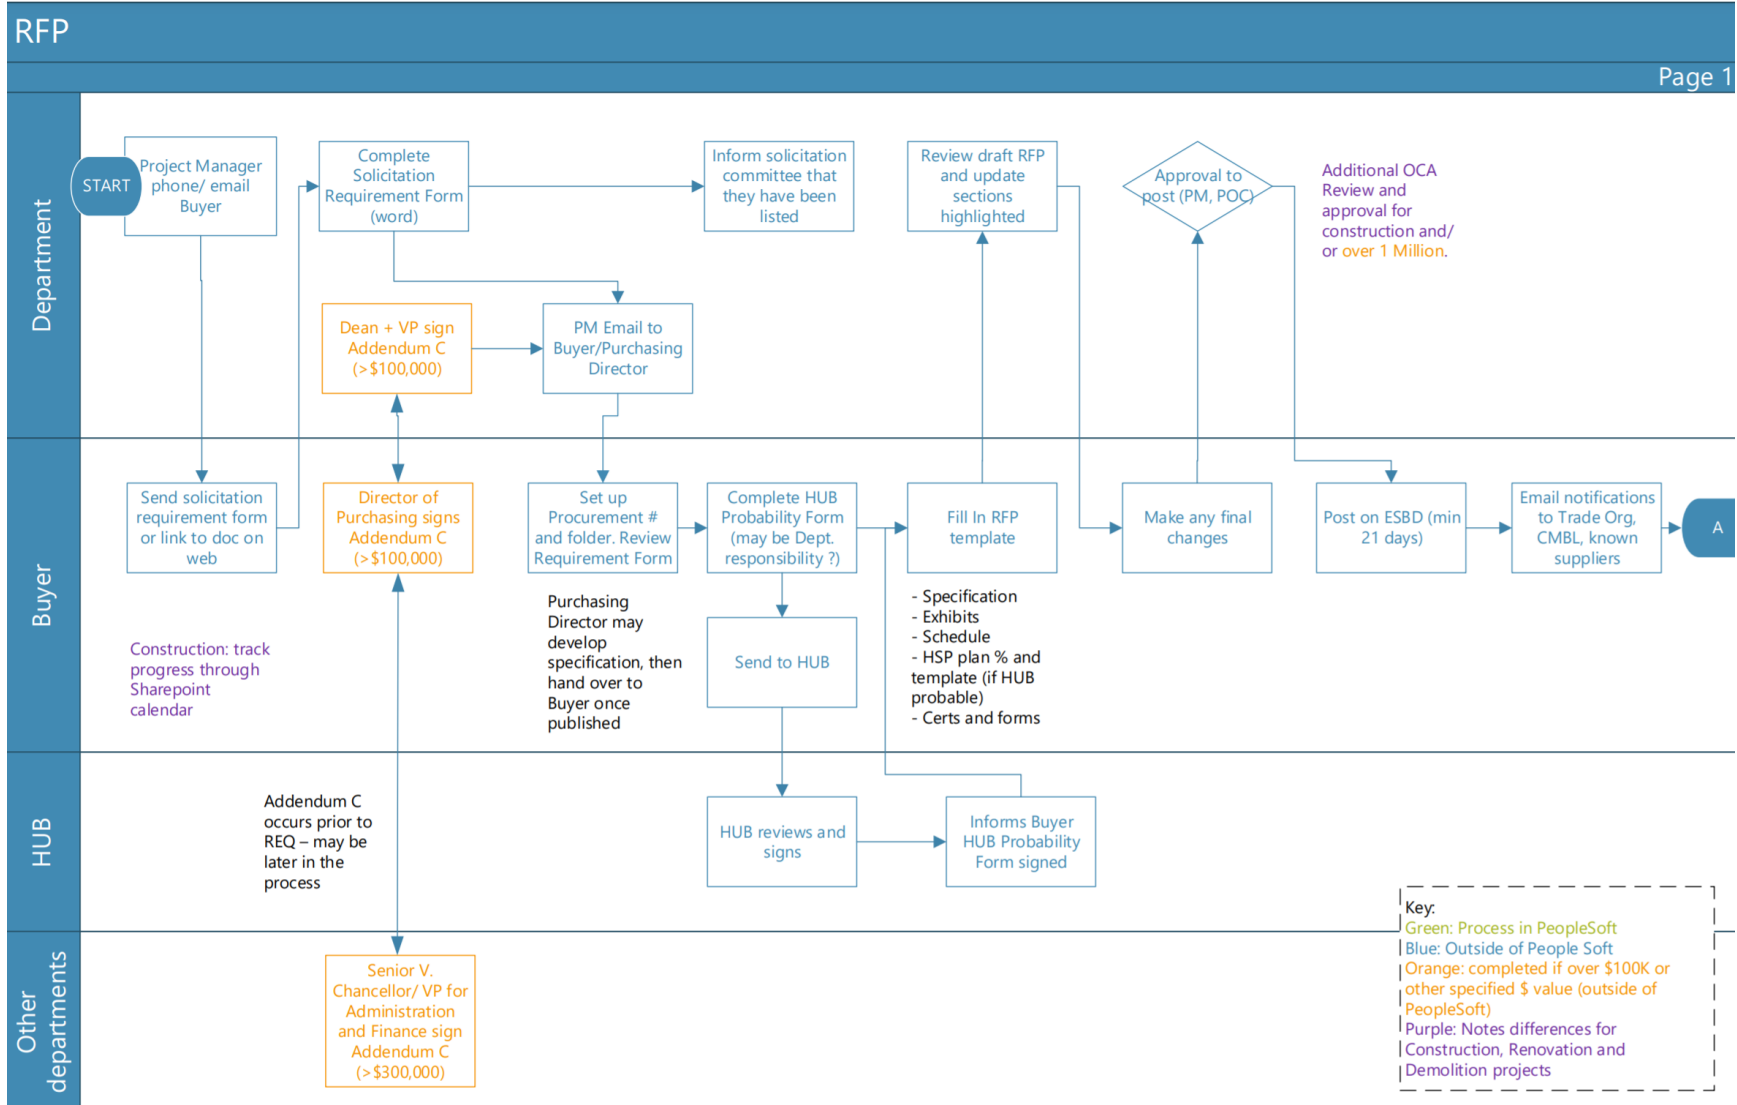 RFP
Page 1
Department
START
Project Manager
phone/ email
Buyer
Complete
Solicitation
Requirement Form
(word)
Inform solicitation
committee that
they have been
listed
Review draft RFP
and update
sections
highlighted
Approval to
post (PM, POC)
Additional OCA
Review and
approval for
construction and/
or over 1 Million.
Dean + VP sign
Addendum C
(>$100,000)
PM Email to
Buyer/Purchasing
Director
Buyer
Send solicitation
requirement form
or link to doc on
web
Director of
Purchasing signs
Addendum C
(>$100,000)
Set up
Procurement #
and folder. Review
Requirement Form
Complete HUB
Probability Form
(may be Dept.
responsibility ?)
Fill In RFP
template
Make any final
changes
Post on ESBD (min
21 days)
Email notifications
to Trade Org,
CMBL, known
suppliers
A
Construction: track
progress through
Sharepoint
calendar
Purchasing
Director may
develop
specification, then
hand over to
Buyer once
published
Send to HUB
- Specification
- Exhibits
- Schedule
- HSP plan % and
template (if HUB
probable)
- Certs and forms
HUB
Addendum C
occurs prior to
REQ – may be
later in the
process
HUB reviews and
signs
Informs Buyer
HUB Probability
Form signed
Other
departments
Senior V.
Chancellor/ VP for
Administration
and Finance sign
Addendum C
(>$300,000)
Key:
Green: Process in PeopleSoft
Blue: Outside of People Soft
Orange: completed if over $100K or
other specified $ value (outside of
PeopleSoft)
Purple: Notes differences for
Construction, Renovation and
Demolition projects